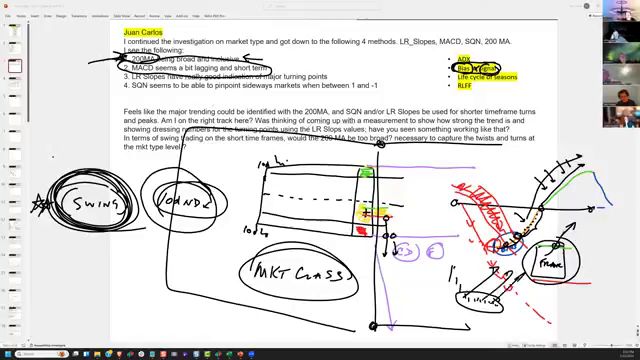 Juan Carlos
I continued the investigation on market type and got down to the following 4 methods. LR_Slopes, MACD, SQN, 200 MA.
I see the following:
1. 200MA being broad and inclusive
2. MACD seems a bit lagging and short term
3. LR Slopes have really good indication of major turning points
4. SQN seems to be able to pinpoint sideways markets when between 1 and -1
• ADX
• Bias v Signal
• Life cycle of seasons
• RLFF
Feels like the major trending could be identified with the 200MA, and SQN and/or LR Slopes be used for shorter timeframe turns
and peaks. Am I on the right track here? Was thinking of coming up with a measurement to show how strong the trend is and
showing dressing numbers for the turning points using the LR Slops values; have you seen something working like that?
In terms of swing trading on the short time frames, would the 200 MA be too broad? necessary to capture the twists and turns
at the mkt type level?
SWING
MKT CLASS
FRAME